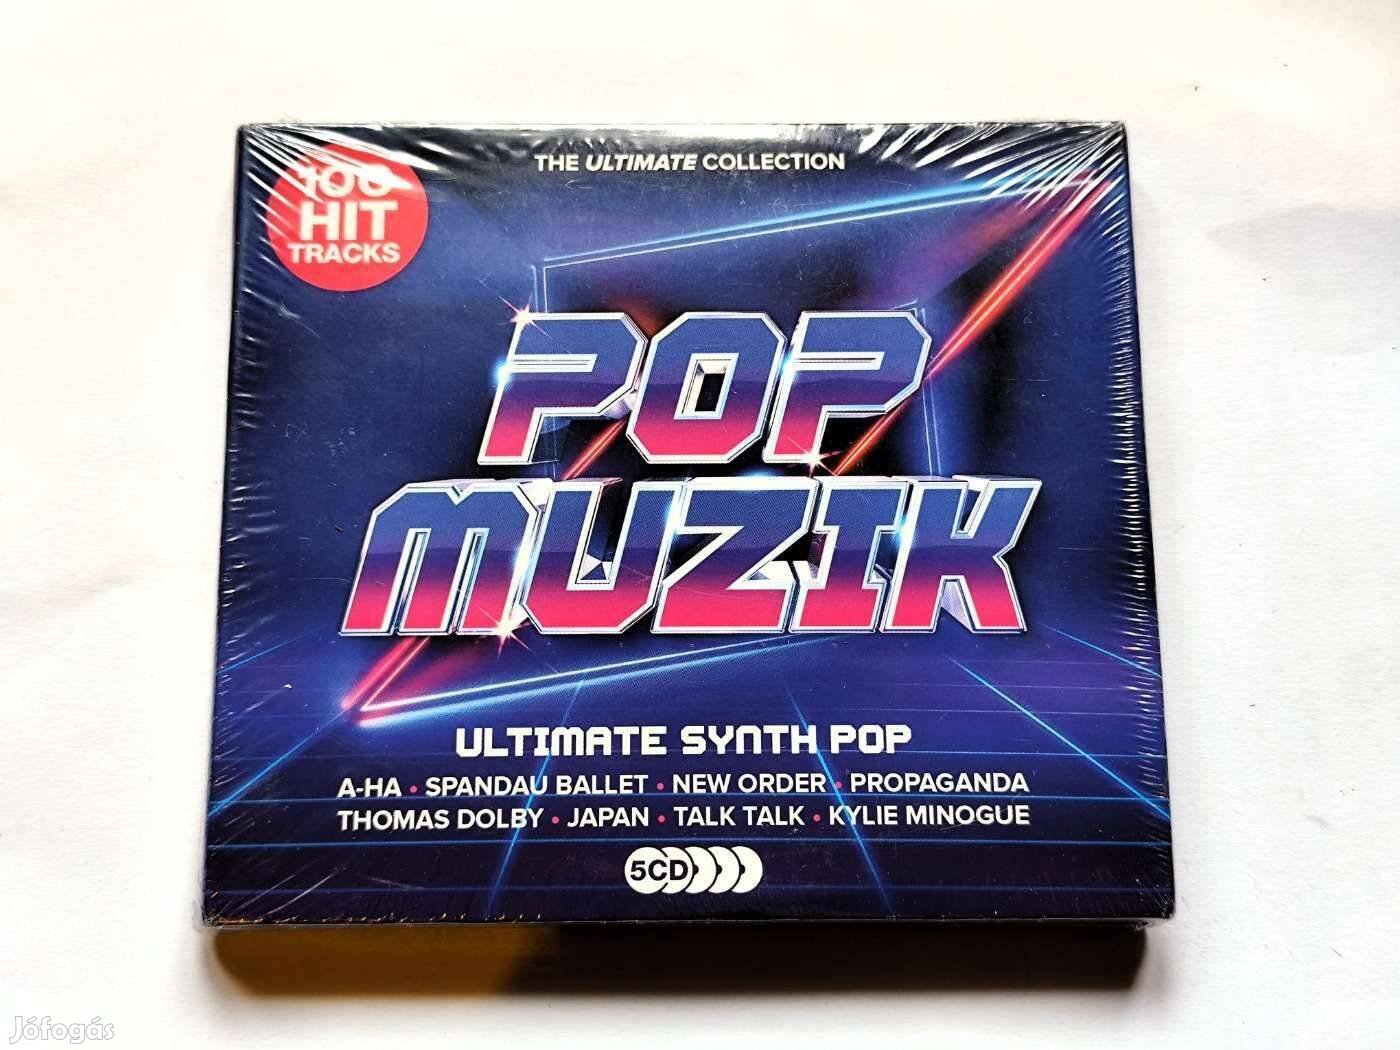 THE ULTIMATE COLLECTION
100
HIT
TRACKS
POP
MUZIK
ULTIMATE SYNTH POP
A-HA • SPANDAU BALLET • NEW ORDER • PROPAGANDA
THOMAS DOLBY • JAPAN • TALK TALK • KYLIE MINOGUE
5CD
Jófogás